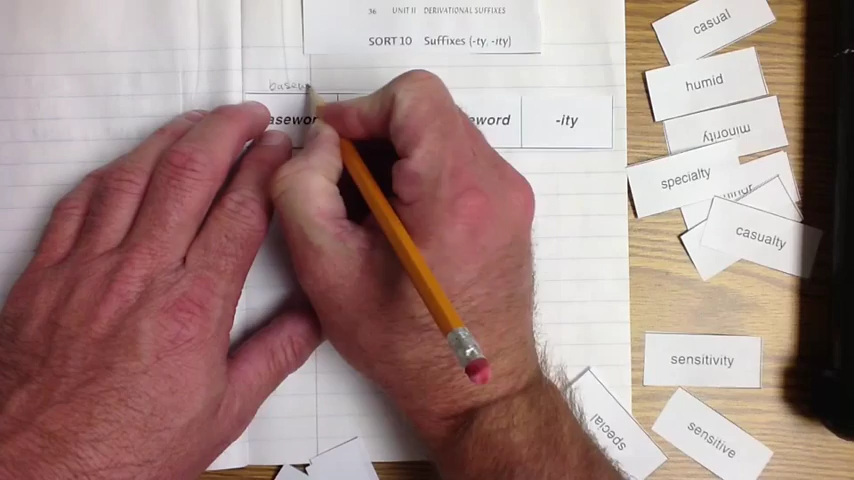 36 UNIT II DERIVATIONAL SUFFIXES
SORT 10 Suffixes (-ty, -ity)
casual
humid
minority
specialty
casualty
sensitivity
sensitive
special
-ity